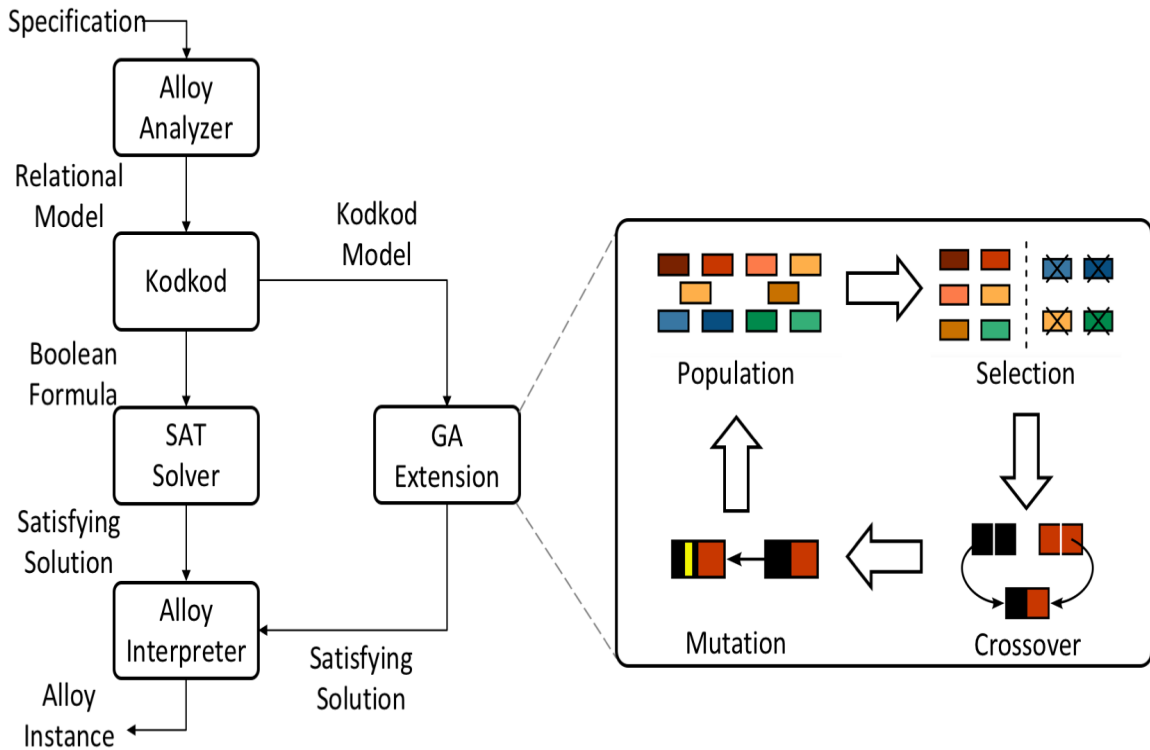 Specification
Alloy
Analyzer
Relational
Model
Kodkod
Kodkod
Model
Boolean
Formula
SAT
Solver
GA
Extension
Satisfying
Solution
Alloy
Interpreter
Satisfying
Solution
Alloy
Instance
Population
Selection
Mutation
Crossover